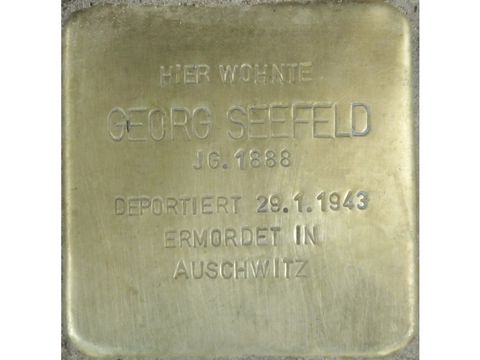 HIER WOHNTE
GEORG SEEFELD
JG. 1888
DEPORTIERT 29.1.1943
ERMORDET IN
AUSCHWITZ